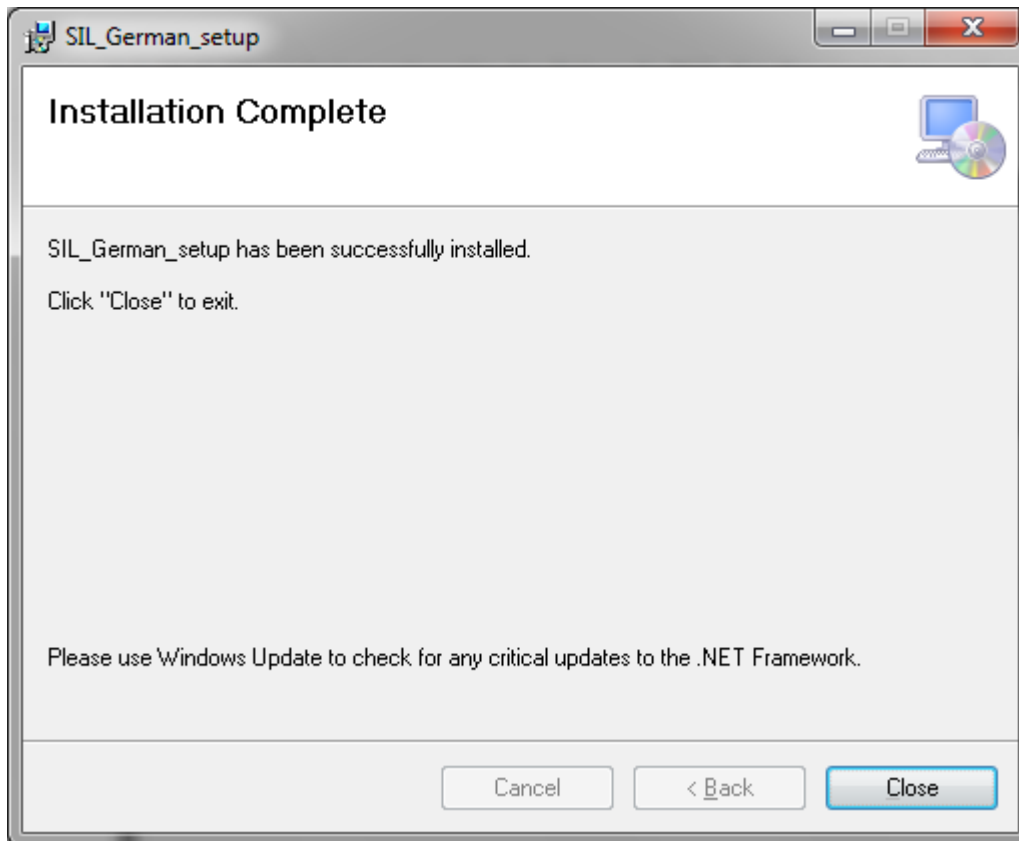 SIL_German_setup
Installation Complete
SIL_German_setup has been successfully installed.
Click "Close" to exit.
Please use Windows Update to check for any critical updates to the .NET Framework.
Cancel
< Back
Close